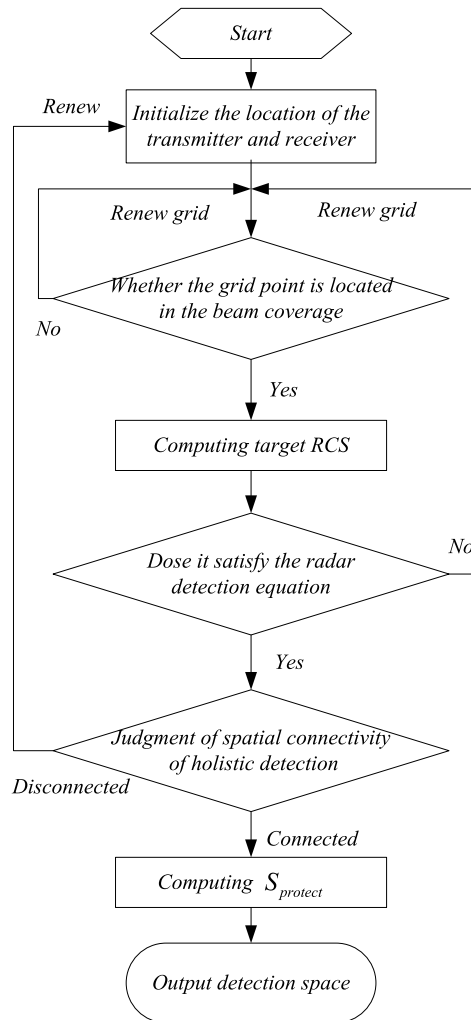 Start
Renew
Initialize the location of the
transmitter and receiver
Renew grid
Renew grid
Whether the grid point is located
in the beam coverage
No
Yes
Computing target RCS
No
Dose it satisfy the radar
detection equation
Yes
Judgment of spatial connectivity
of holistic detection
Disconnected
Connected
Computing S_protect
Output detection space